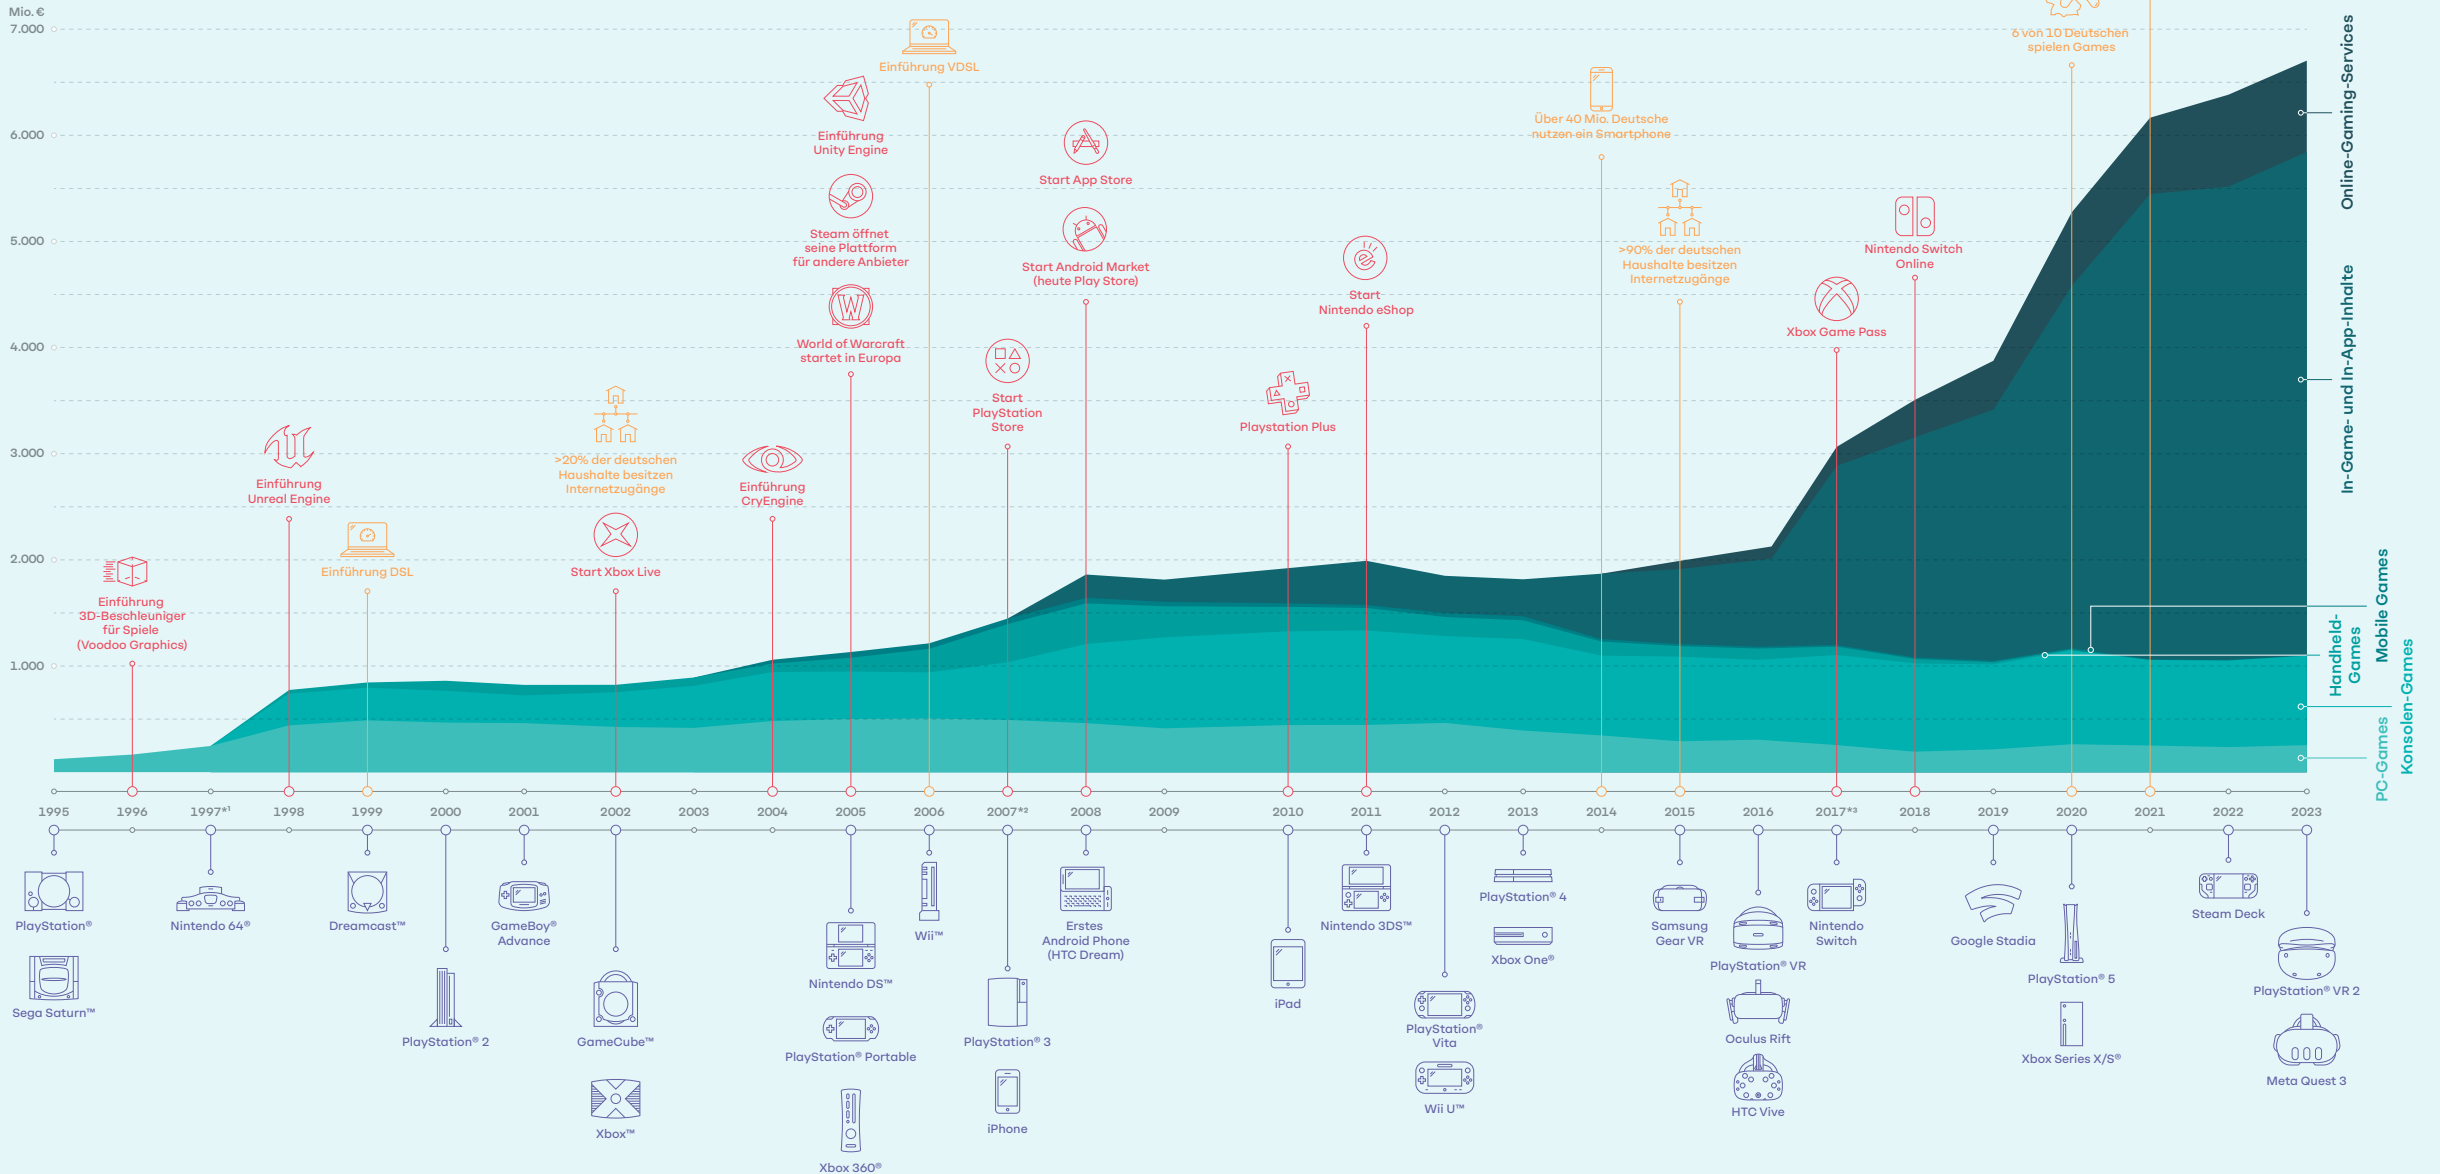 Mio. €
7.000
6.000
5.000
4.000
3.000
2.000
1.000
Einführung
3D-Beschleuniger
für Spiele
(Voodoo Graphics)
Einführung
Unreal Engine
Einführung DSL
>20% der deutschen
Haushalte besitzen
Internetzugänge
Start Xbox Live
Einführung
CryEngine
Einführung
Unity Engine
Steam öffnet
seine Plattform
für andere Anbieter
World of Warcraft
startet in Europa
Einführung VDSL
Start
PlayStation
Store
Start App Store
Start Android Market
(heute Play Store)
Playstation Plus
Start
Nintendo eShop
Über 40 Mio. Deutsche
nutzen ein Smartphone
>90% der deutschen
Haushalte besitzen
Internetzugänge
Xbox Game Pass
Nintendo Switch
Online
6 von 10 Deutschen
spielen Games
Online-Gaming-Services
In-Game- und In-App-Inhalte
Mobile Games
Handheld-
Games
Konsolen-Games
PC-Games
1995
1996
1997*¹
1998
1999
2000
2001
2002
2003
2004
2005
2006
2007*²
2008
2009
2010
2011
2012
2013
2014
2015
2016
2017*³
2018
2019
2020
2021
2022
2023
PlayStation®
Sega Saturn™
Nintendo 64®
Dreamcast™
PlayStation® 2
GameBoy®
Advance
GameCube™
Xbox™
Nintendo DS™
PlayStation® Portable
Xbox 360®
Wii™
PlayStation® 3
iPhone
Erstes
Android Phone
(HTC Dream)
iPad
Nintendo 3DS™
PlayStation®
Vita
Wii U™
PlayStation® 4
Xbox One®
Samsung
Gear VR
PlayStation® VR
Oculus Rift
HTC Vive
Nintendo
Switch
Google Stadia
PlayStation® 5
Xbox Series X/S®
Steam Deck
PlayStation® VR 2
Meta Quest 3